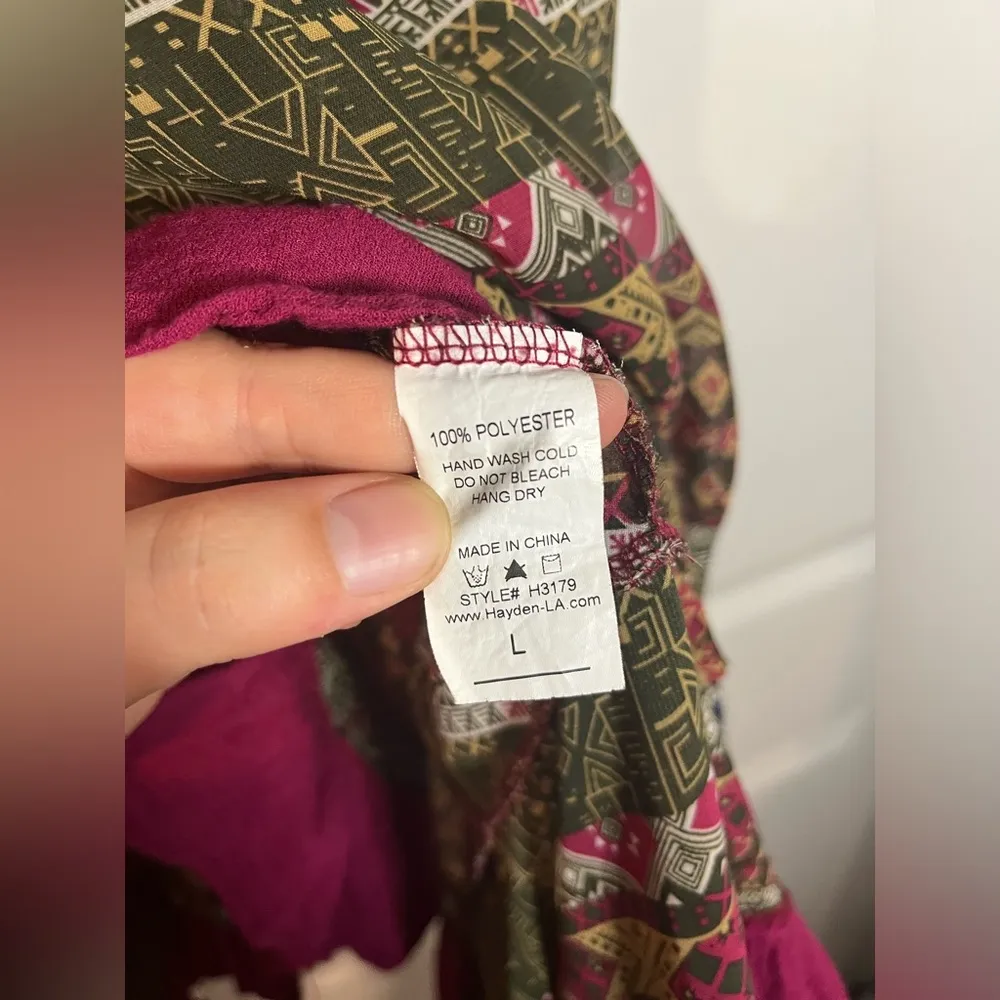 100% POLYESTER
HAND WASH COLD
DO NOT BLEACH
HANG DRY
MADE IN CHINA
STYLE# H3179
www.Hayden-LA.com
L